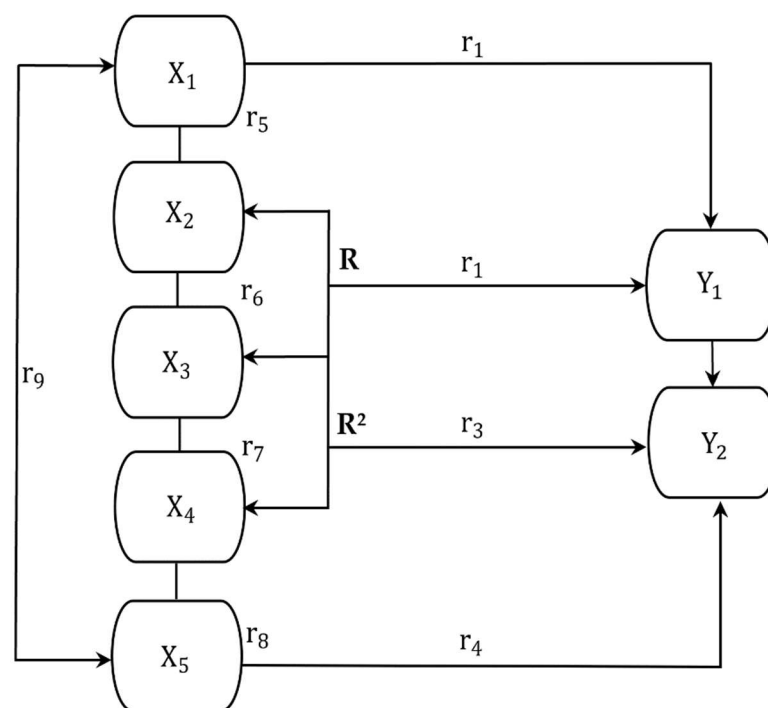 r₁
X₁
r₅
X₂
R
r₁
Y₁
r₆
X₃
r₉
R²
r₃
Y₂
r₇
X₄
r₈
r₄
X₅